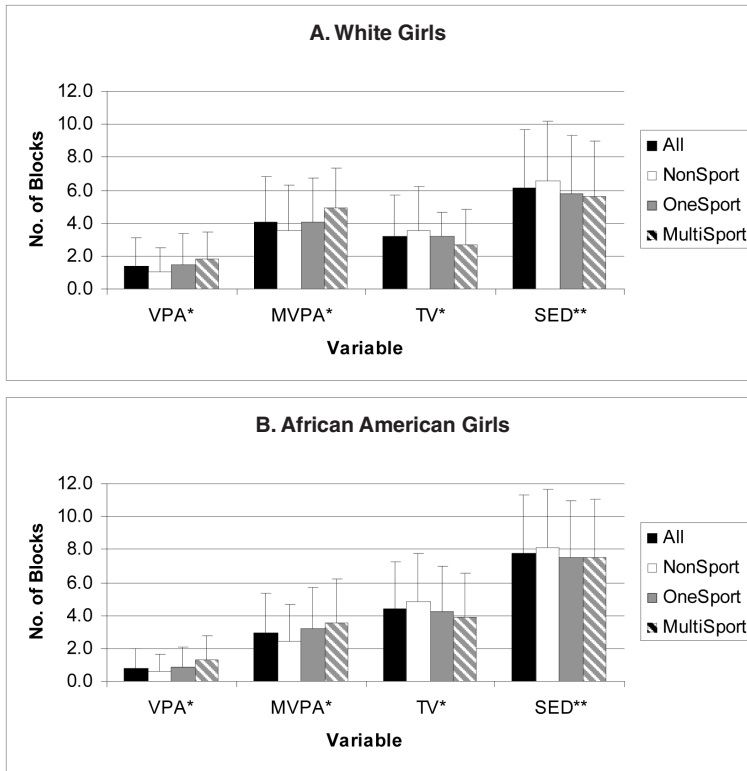 A. White Girls
No. of Blocks
12.0
10.0
8.0
6.0
4.0
2.0
0.0
VPA* MVPA* TV* SED**
Variable
All
NonSport
OneSport
MultiSport
B. African American Girls
No. of Blocks
12.0
10.0
8.0
6.0
4.0
2.0
0.0
VPA* MVPA* TV* SED**
Variable
All
NonSport
OneSport
MultiSport